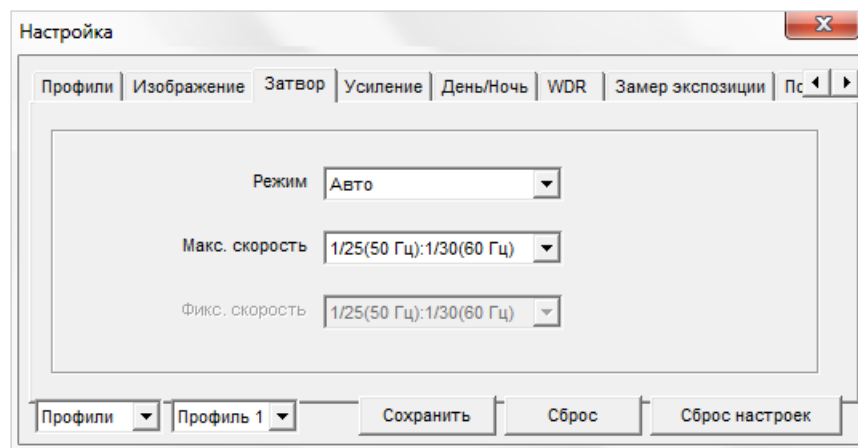 Настройка
Профили Изображение Затвор Усиление День/Ночь WDR Замер экспозиции
Режим Авто
Макс. скорость 1/25(50 Гц):1/30(60 Гц)
Фикс. скорость 1/25(50 Гц):1/30(60 Гц)
Профили Профиль 1 Сохранить Сброс Сброс настроек